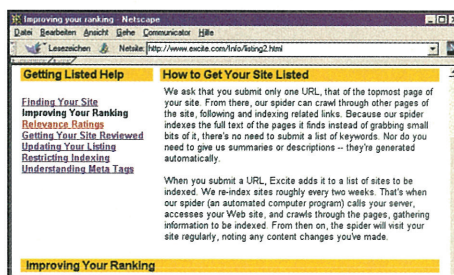 Improving your ranking - Netscape
Datei Bearbeiten Ansicht Gehe Communicator Hilfe
Lesezeichen Netsite: http://www.excite.com/Info/listing2.html
Getting Listed Help
Finding Your Site
Improving Your Ranking
Relevance Ratings
Getting Your Site Reviewed
Updating Your Listing
Restricting Indexing
Understanding Meta Tags
How to Get Your Site Listed
We ask that you submit only one URL, that of the topmost page of
your site. From there, our spider can crawl through other pages of
the site, following and indexing related links. Because our spider
indexes the full text of the pages it finds instead of grabbing small
bits of it, there's no need to submit a list of keywords. Nor do you
need to give us summaries or descriptions -- they're generated
automatically.
When you submit a URL, Excite adds it to a list of sites to be
indexed. We re-index sites roughly every two weeks. That's when
our spider (an automated computer program) calls your server,
accesses your Web site, and crawls through the pages, gathering
information to be indexed. From then on, the spider will visit your
site regularly, noting any content changes you've made.
Improving Your Ranking